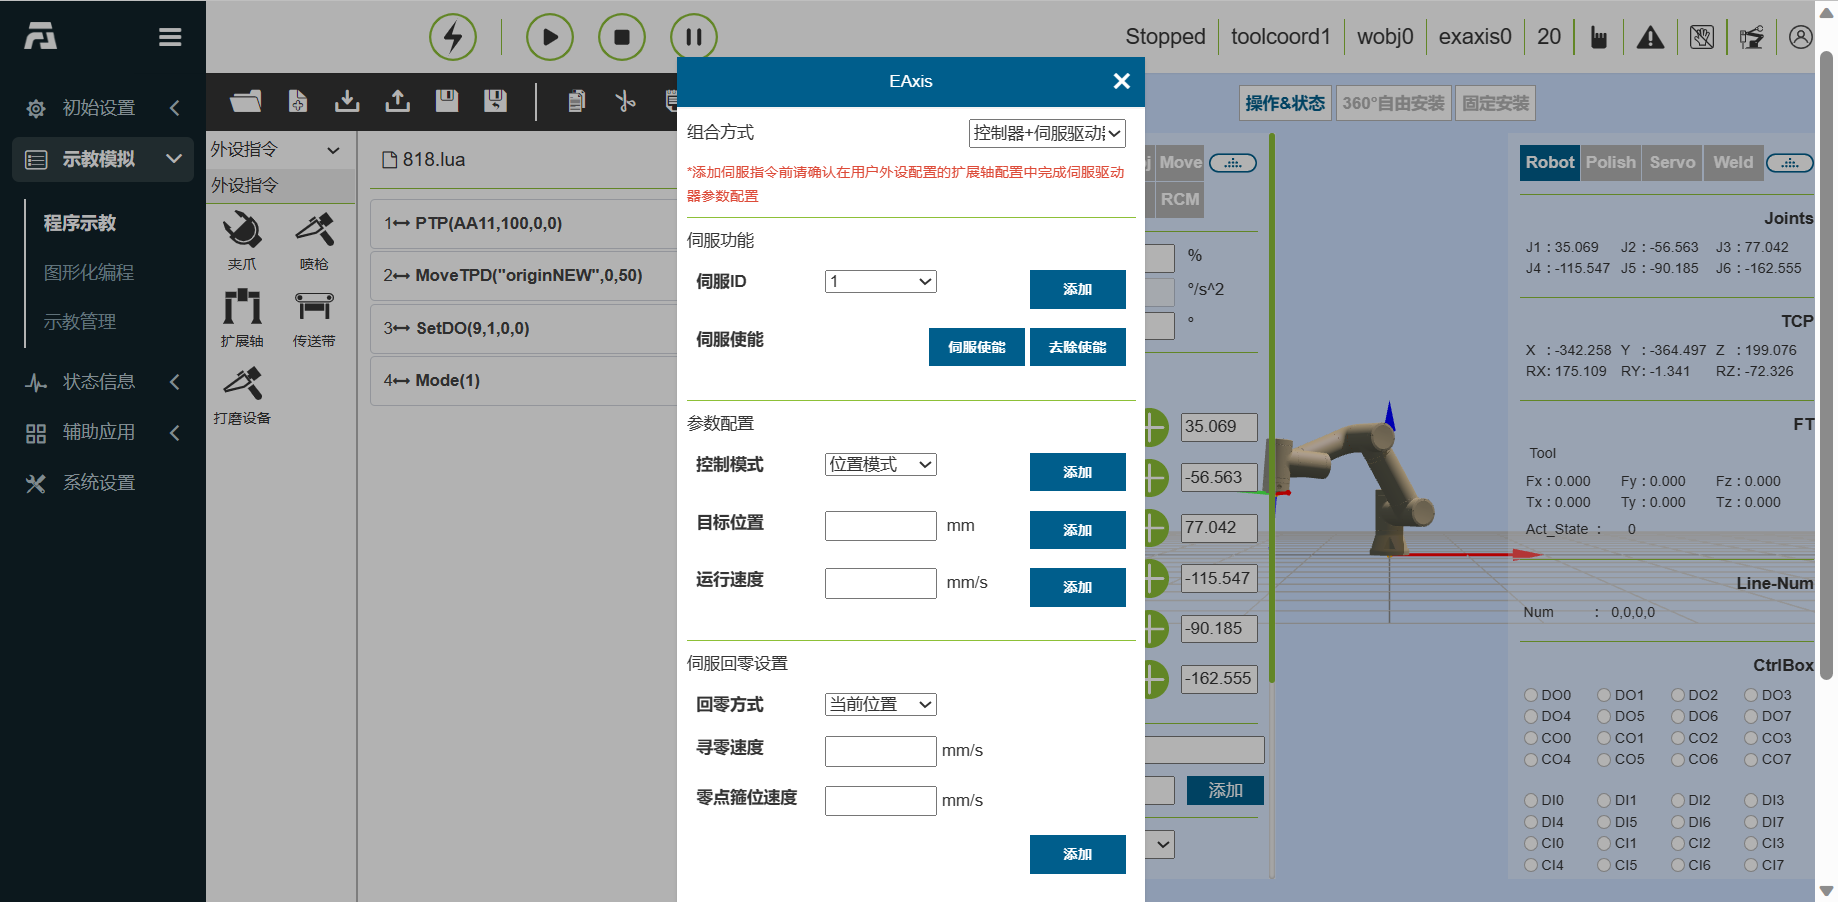 Stopped
toolcoord1
wobj0
exaxis0
20
初始设置
示教模拟
程序示教
图形化编程
示教管理
状态信息
辅助应用
系统设置
外设指令
外设指令
夹爪
喷枪
扩展轴
传送带
打磨设备
818.lua
1 PTP(AA11,100,0,0)
2 MoveTPD("originNEW",0,50)
3 SetDO(9,1,0,0)
4 Mode(1)
EAxis
组合方式
控制器+伺服驱动
*添加伺服指令前请确认在用户外设配置的扩展轴配置中完成伺服驱动
器参数配置
伺服功能
伺服ID
1
添加
伺服使能
伺服使能
去除使能
参数配置
控制模式
位置模式
添加
目标位置
mm
添加
运行速度
mm/s
添加
伺服回零设置
回零方式
当前位置
寻零速度
mm/s
零点箍位速度
mm/s
添加
操作&状态
360°自由安装
固定安装
Move
RCM
%
°/s^2
°
35.069
-56.563
77.042
-115.547
-90.185
-162.555
添加
Robot
Polish
Servo
Weld
Joints
J1 : 35.069 J2 : -56.563 J3 : 77.042
J4 : -115.547 J5 : -90.185 J6 : -162.555
TCP
X : -342.258 Y : -364.497 Z : 199.076
RX: 175.109 RY: -1.341 RZ: -72.326
FT
Tool
Fx : 0.000 Fy : 0.000 Fz : 0.000
Tx : 0.000 Ty : 0.000 Tz : 0.000
Act_State : 0
Line-Num
Num : 0,0,0,0
CtrlBox
DO0 DO1 DO2 DO3
DO4 DO5 DO6 DO7
CO0 CO1 CO2 CO3
CO4 CO5 CO6 CO7
DI0 DI1 DI2 DI3
DI4 DI5 DI6 DI7
CI0 CI1 CI2 CI3
CI4 CI5 CI6 CI7